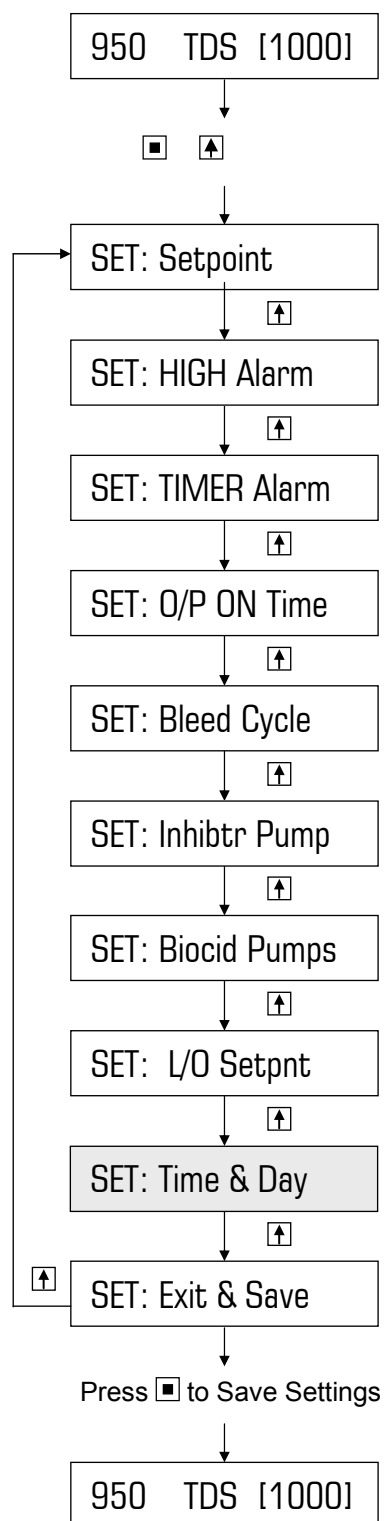 950 TDS [1000]
SET: Setpoint
SET: HIGH Alarm
SET: TIMER Alarm
SET: O/P ON Time
SET: Bleed Cycle
SET: Inhibtr Pump
SET: Biocid Pumps
SET: L/O Setpnt
SET: Time & Day
SET: Exit & Save
Press to Save Settings
950 TDS [1000]